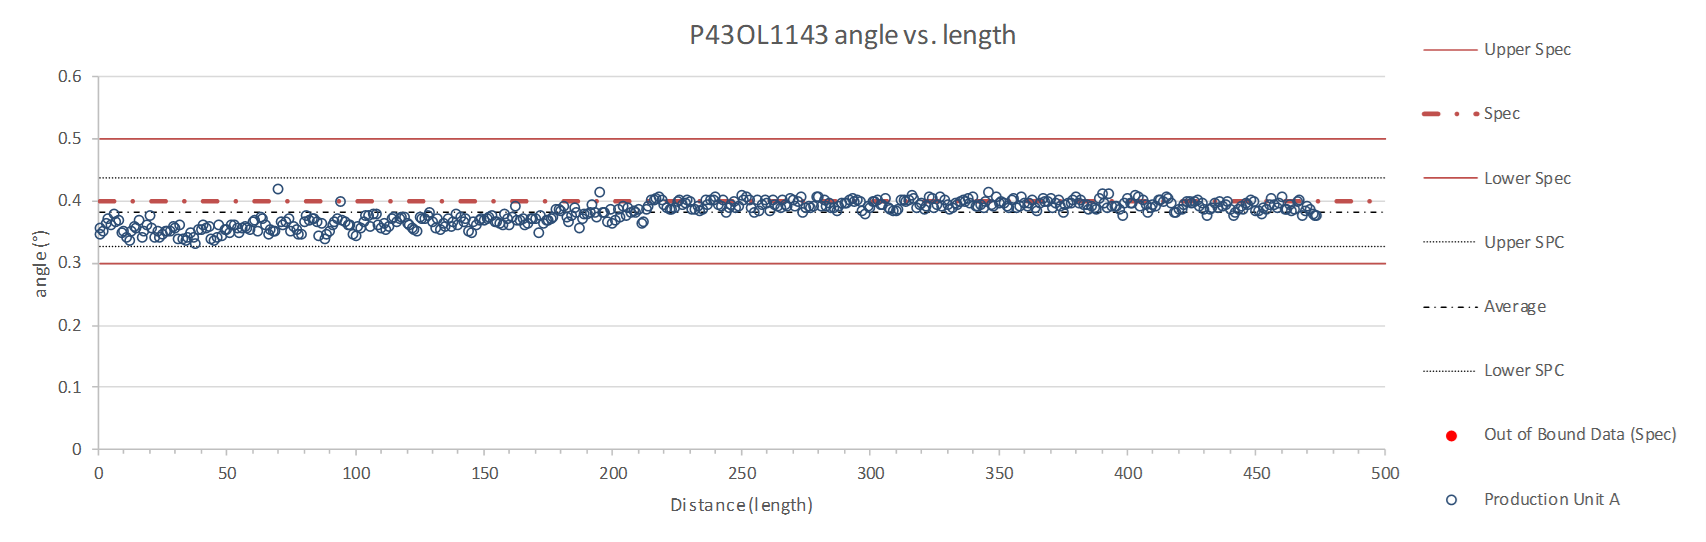 P43OL1143 angle vs. length
Upper Spec
Spec
Lower Spec
Upper SPC
Average
Lower SPC
Out of Bound Data (Spec)
Production Unit A
angle (°)
0.6
0.5
0.4
0.3
0.2
0.1
0
0 50 100 150 200 250 300 350 400 450 500
Distance (length)